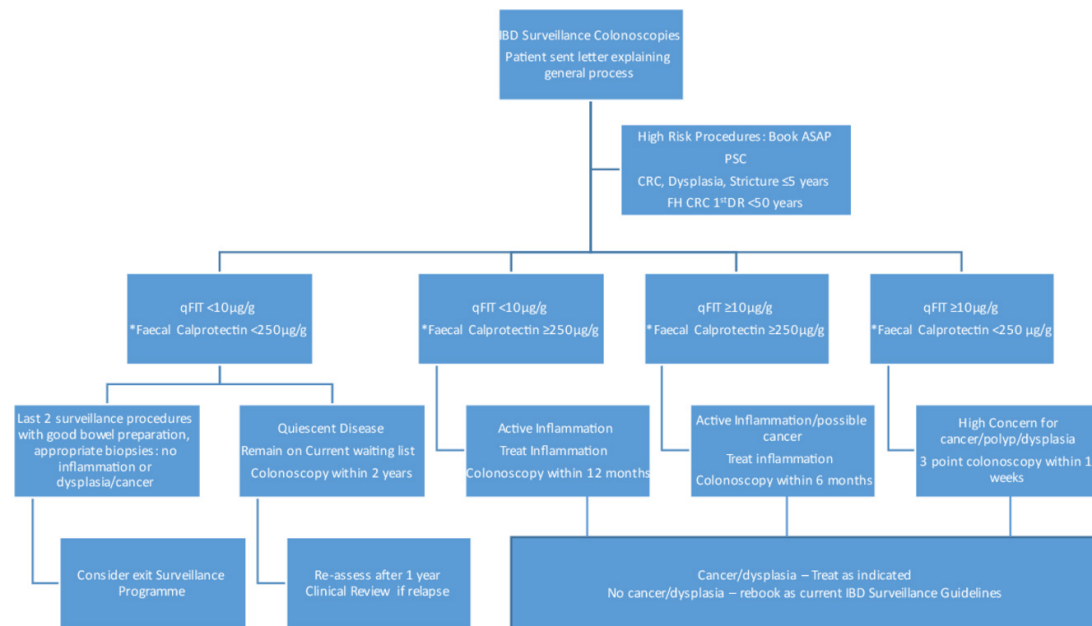 IBD Surveillance Colonoscopies
Patient sent letter explaining
general process
High Risk Procedures: Book ASAP
PSC
CRC, Dysplasia, Stricture ≤5 years
FH CRC 1stDR <50 years
qFIT <10µg/g
*Faecal Calprotectin <250µg/g
qFIT <10µg/g
*Faecal Calprotectin ≥250µg/g
qFIT ≥10µg/g
*Faecal Calprotectin ≥250µg/g
qFIT ≥10µg/g
*Faecal Calprotectin <250 µg/g
Last 2 surveillance procedures
with good bowel preparation,
appropriate biopsies: no
inflammation or
dysplasia/cancer
Quiescent Disease
Remain on Current waiting list
Colonoscopy within 2 years
Active Inflammation
Treat Inflammation
Colonoscopy within 12 months
Active Inflammation/possible
cancer
Treat inflammation
Colonoscopy within 6 months
High Concern for
cancer/polyp/dysplasia
3 point colonoscopy within
weeks
Consider exit Surveillance
Programme
Re-assess after 1 year
Clinical Review if relapse
Cancer/dysplasia – Treat as indicated
No cancer/dysplasia – rebook as current IBD Surveillance Guidelines